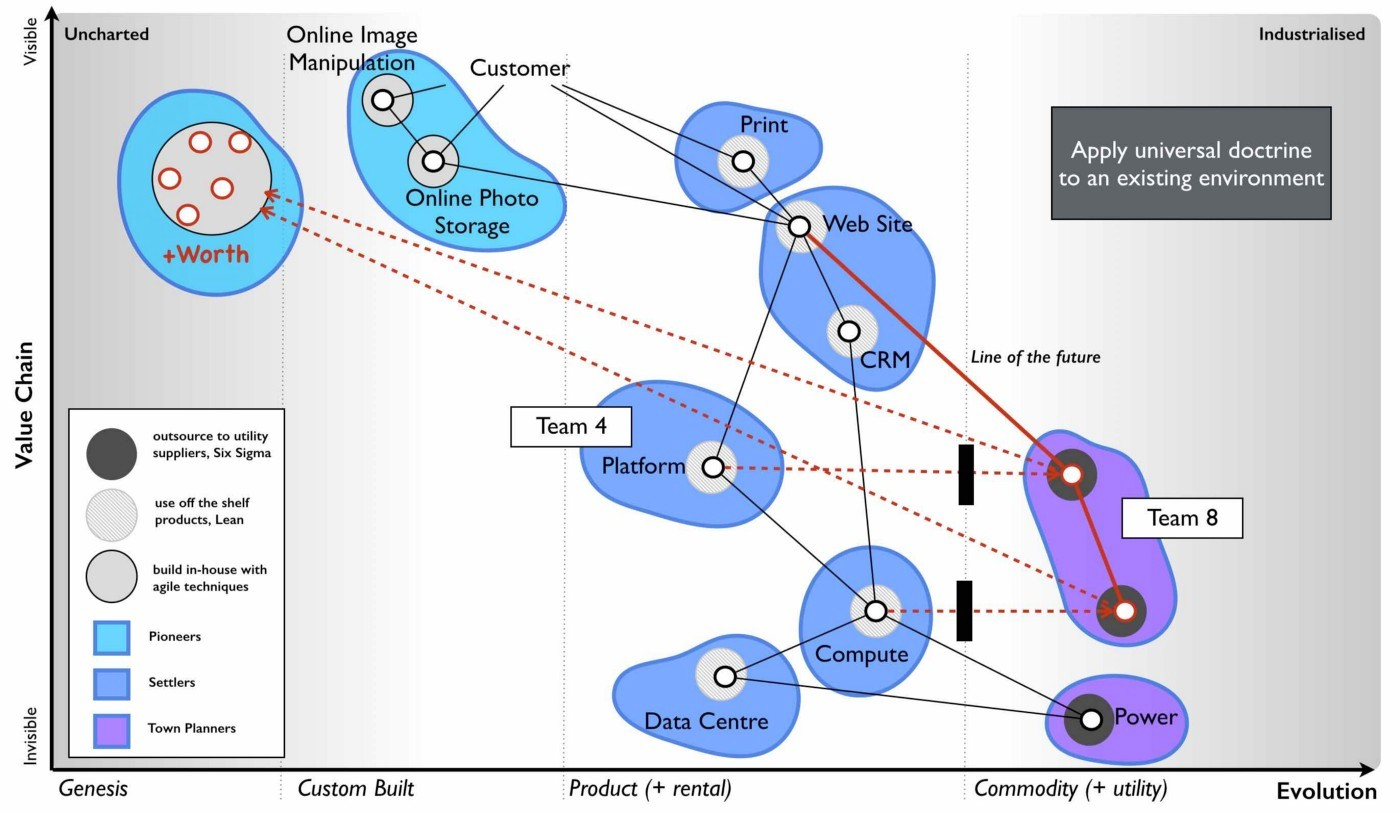 Visible
Uncharted
Online Image
Manipulation
Customer
Industrialised
Print
Apply universal doctrine
to an existing environment
Online Photo
Storage
Web Site
+Worth
CRM
Line of the future
Value Chain
Team 4
Platform
Team 8
outsource to utility
suppliers, Six Sigma
use off the shelf
products, Lean
build in-house with
agile techniques
Pioneers
Settlers
Town Planners
Compute
Data Centre
Power
Invisible
Genesis
Custom Built
Product (+ rental)
Commodity (+ utility)
Evolution